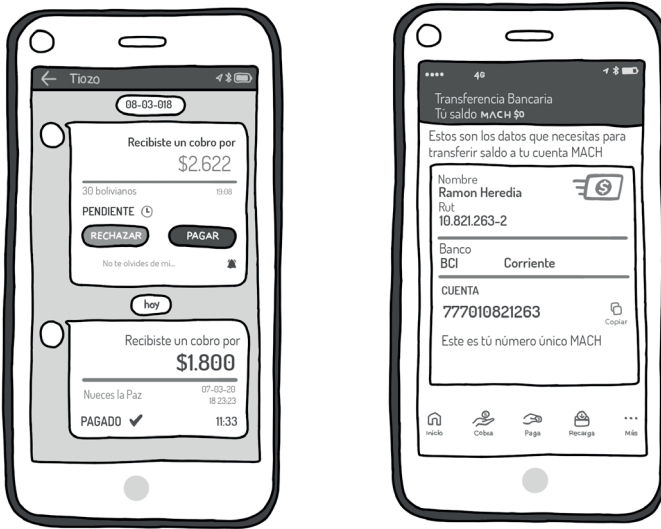 Tiozo
08-03-018
Recibiste un cobro por
$2.622
30 bolivianos 19:08
PENDIENTE
RECHAZAR PAGAR
No te olvides de mi...
hoy
Recibiste un cobro por
$1.800
Nueces la Paz 07-03-20
18 23:23
PAGADO 11:33
4G
Transferencia Bancaria
Tú saldo MACH $0
Estos son los datos que necesitas para
transferir saldo a tu cuenta MACH
Nombre
Ramon Heredia
Rut
10.821.263-2
Banco
BCI Corriente
CUENTA
777010821263
Copiar
Este es tú número único MACH
Inicio Cobra Paga Recarga Más